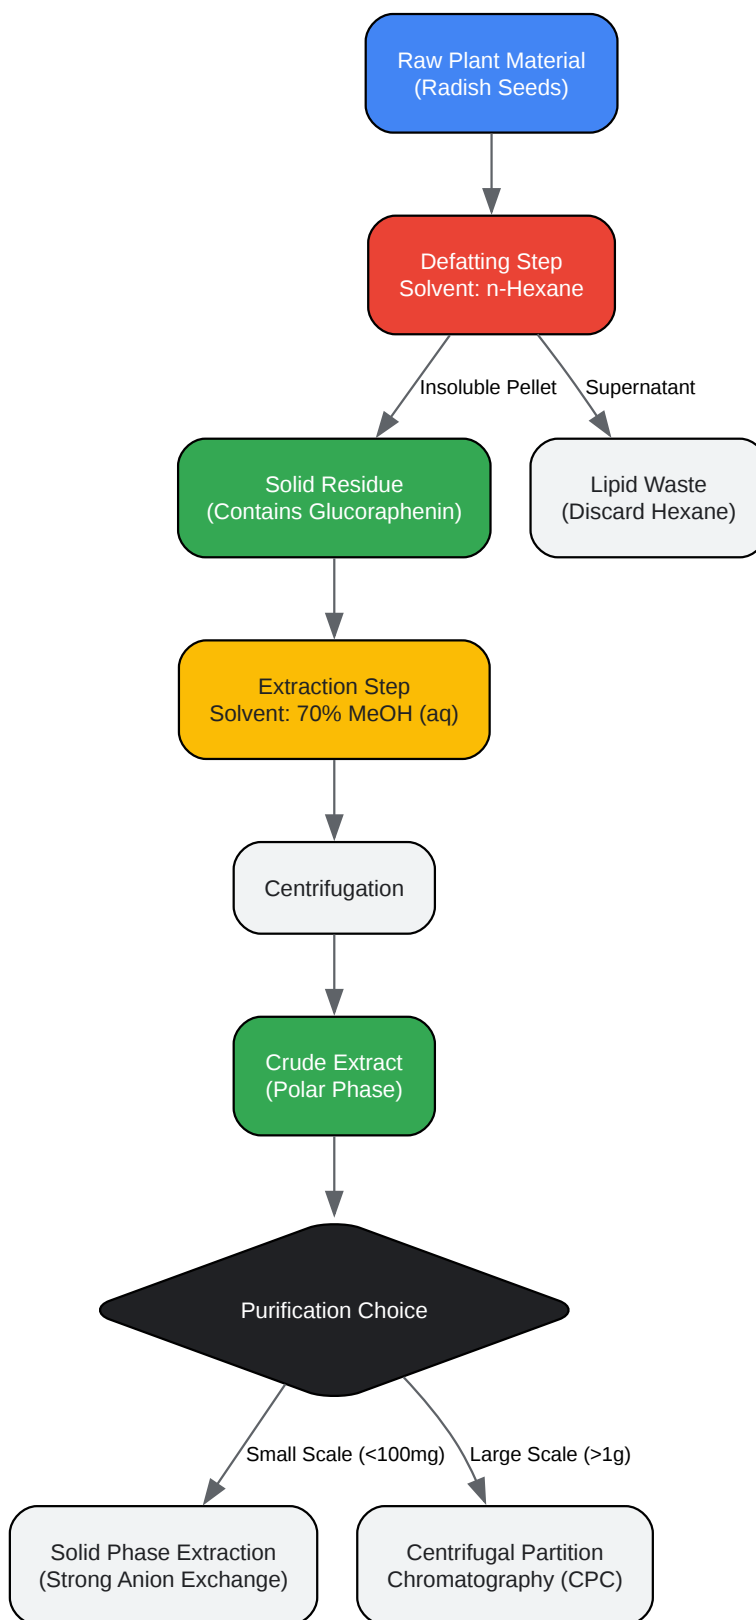 Raw Plant Material
(Radish Seeds)
Defatting Step
Solvent: n-Hexane
Insoluble Pellet
Supernatant
Solid Residue
(Contains Glucoraphenin)
Lipid Waste
(Discard Hexane)
Extraction Step
Solvent: 70% MeOH (aq)
Centrifugation
Crude Extract
(Polar Phase)
Purification Choice
Small Scale (<100mg)
Large Scale (>1g)
Solid Phase Extraction
(Strong Anion Exchange)
Centrifugal Partition
Chromatography (CPC)